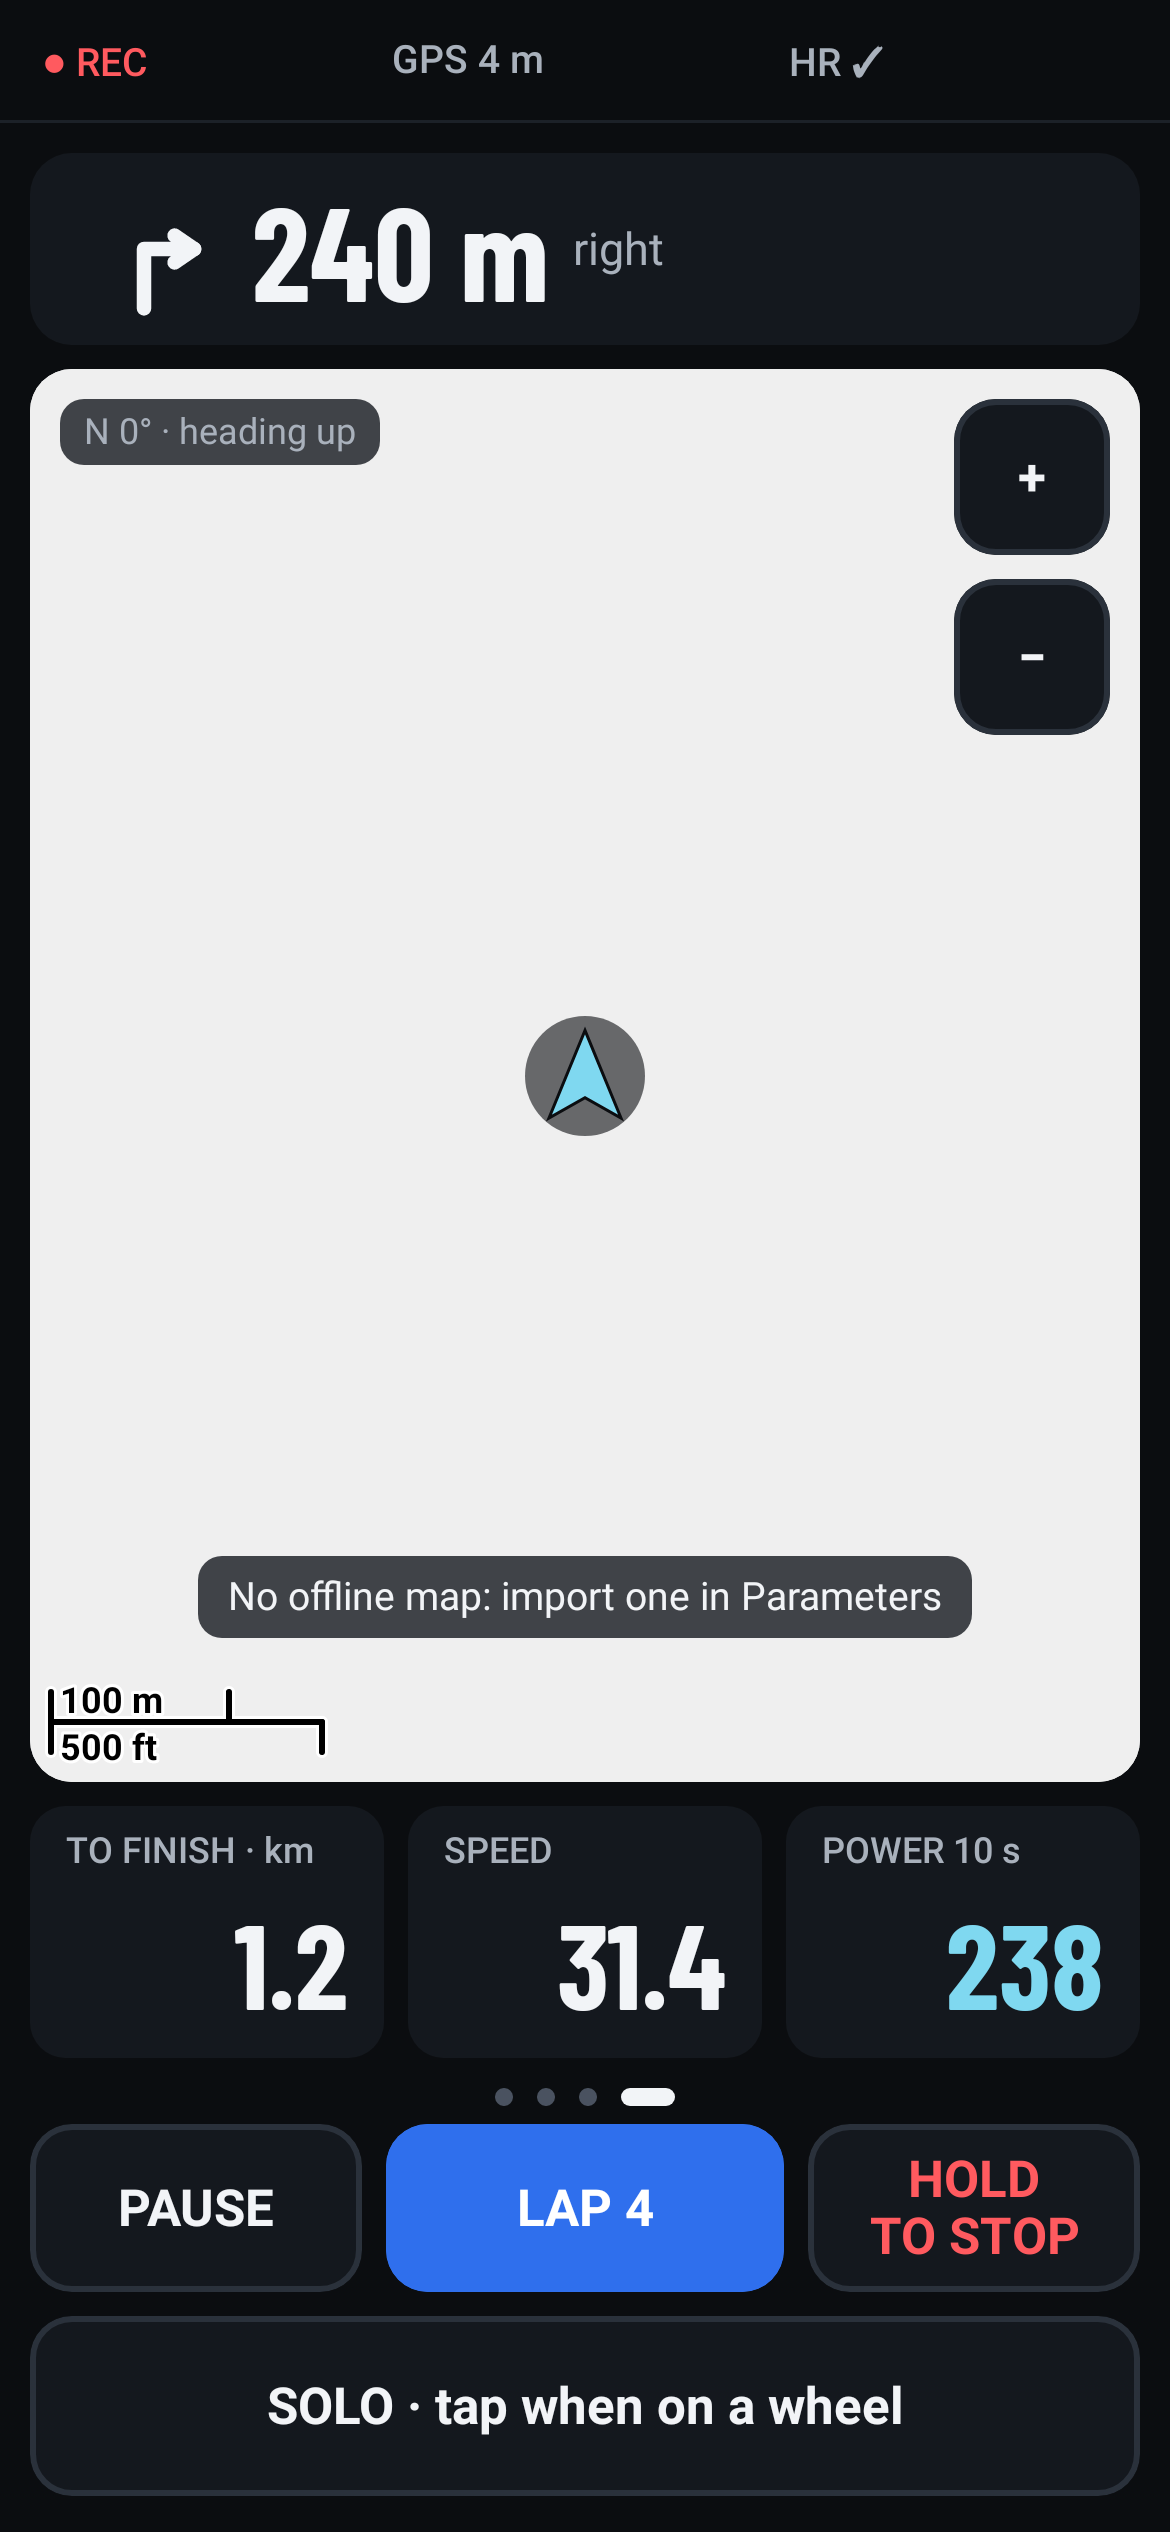 ● REC
GPS 4 m
HR ✓
240 m right
N 0° · heading up
+
−
No offline map: import one in Parameters
100 m
500 ft
TO FINISH · km
1.2
SPEED
31.4
POWER 10 s
238
PAUSE
LAP 4
HOLD
TO STOP
SOLO · tap when on a wheel